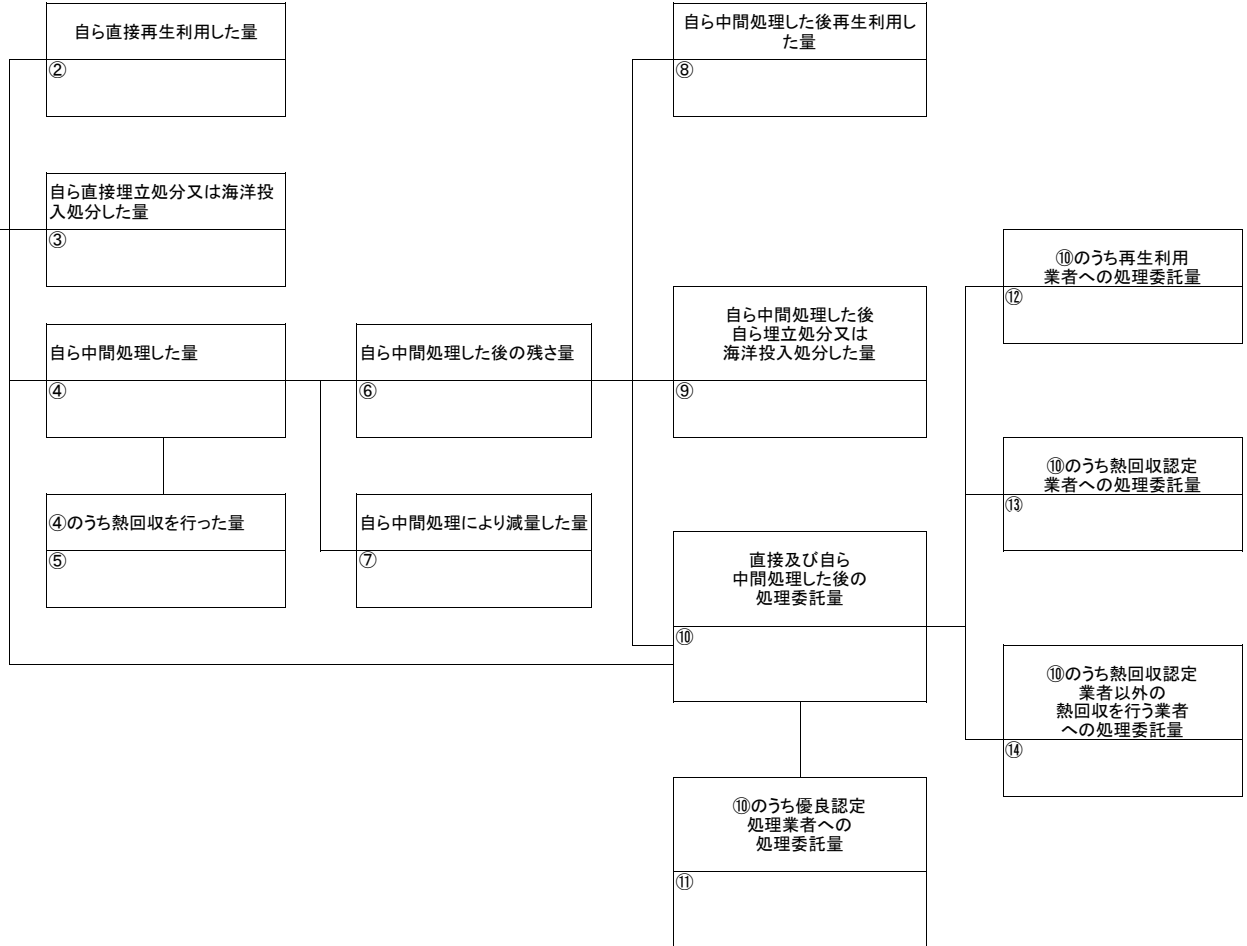 自ら直接再生利用した量
②
自ら直接埋立処分又は海洋投
入処分した量
③
自ら中間処理した量
④
④のうち熱回収を行った量
⑤
自ら中間処理した後の残さ量
⑥
自ら中間処理により減量した量
⑦
自ら中間処理した後再生利用し
た量
⑧
自ら中間処理した後
自ら埋立処分又は
海洋投入処分した量
⑨
直接及び自ら
中間処理した後の
処理委託量
⑩
⑩のうち優良認定
処理業者への
処理委託量
⑪
⑩のうち再生利用
業者への処理委託量
⑫
⑩のうち熱回収認定
業者への処理委託量
⑬
⑩のうち熱回収認定
業者以外の
熱回収を行う業者
への処理委託量
⑭